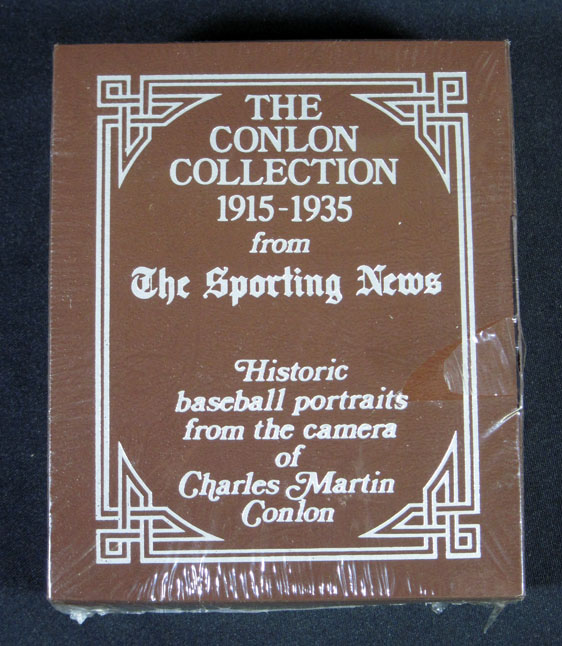 THE
CONLON
COLLECTION
1915-1935
from
The Sporting News
Historic
baseball portraits
from the camera
of
Charles Martin
Conlon